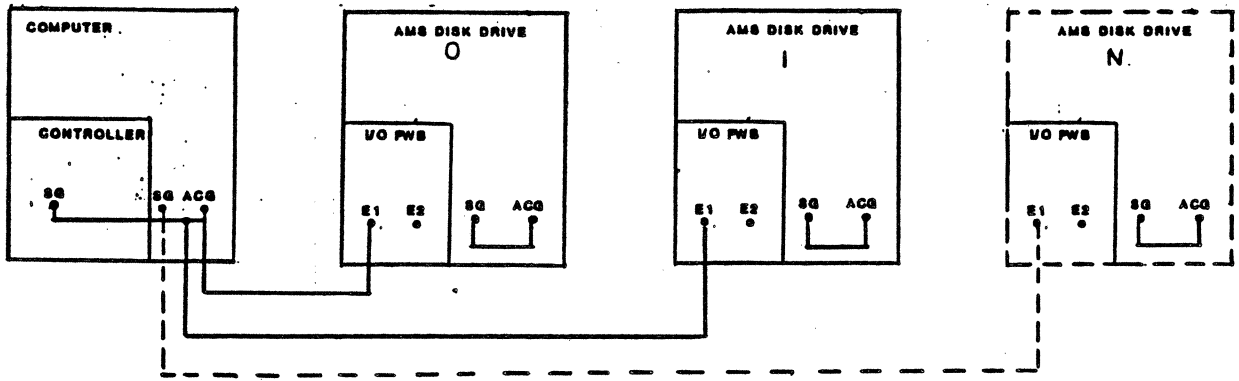 COMPUTER
CONTROLLER
SG
SG ACG
AMS DISK DRIVE
0
I/O PWB
E1 E2
SG ACG
AMS DISK DRIVE
1
I/O PWB
E1 E2
SG ACG
AMS DISK DRIVE
N
I/O PWB
E1 E2
SG ACG